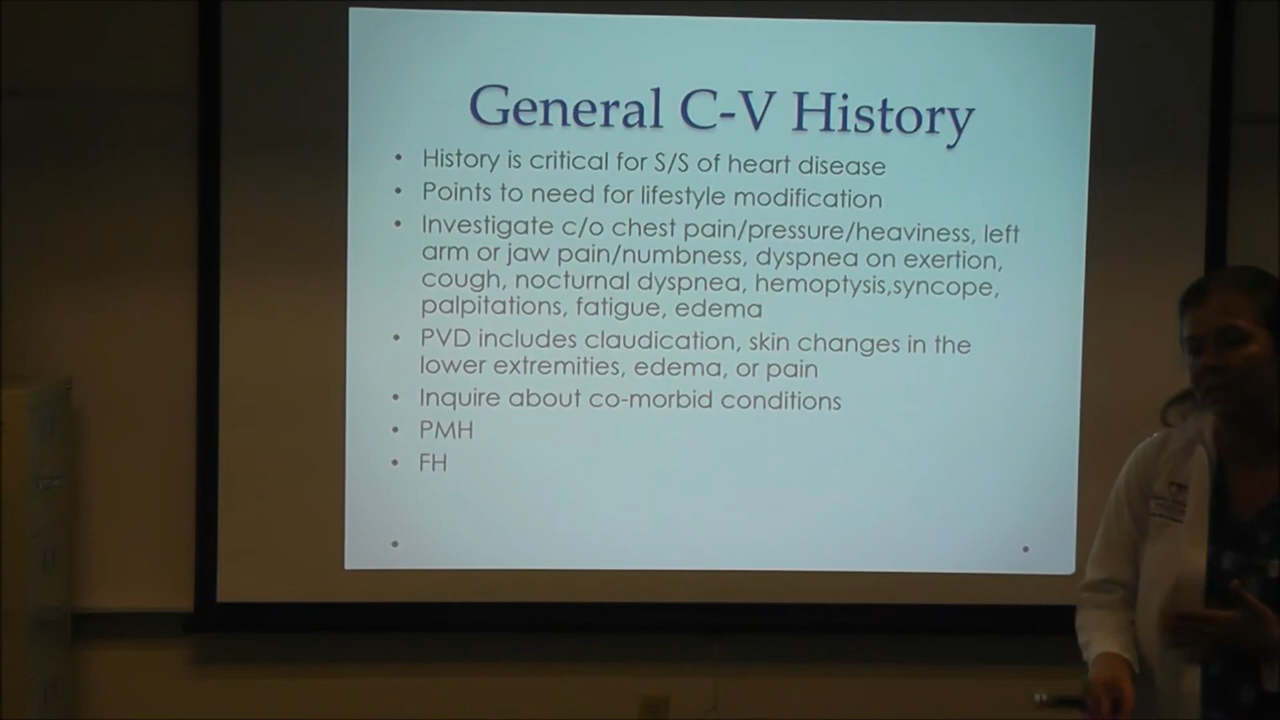 General C-V History
• History is critical for S/S of heart disease
• Points to need for lifestyle modification
• Investigate c/o chest pain/pressure/heaviness, left
arm or jaw pain/numbness, dyspnea on exertion,
cough, nocturnal dyspnea, hemoptysis,syncope,
palpitations, fatigue, edema
• PVD includes claudication, skin changes in the
lower extremities, edema, or pain
• Inquire about co-morbid conditions
• PMH
• FH